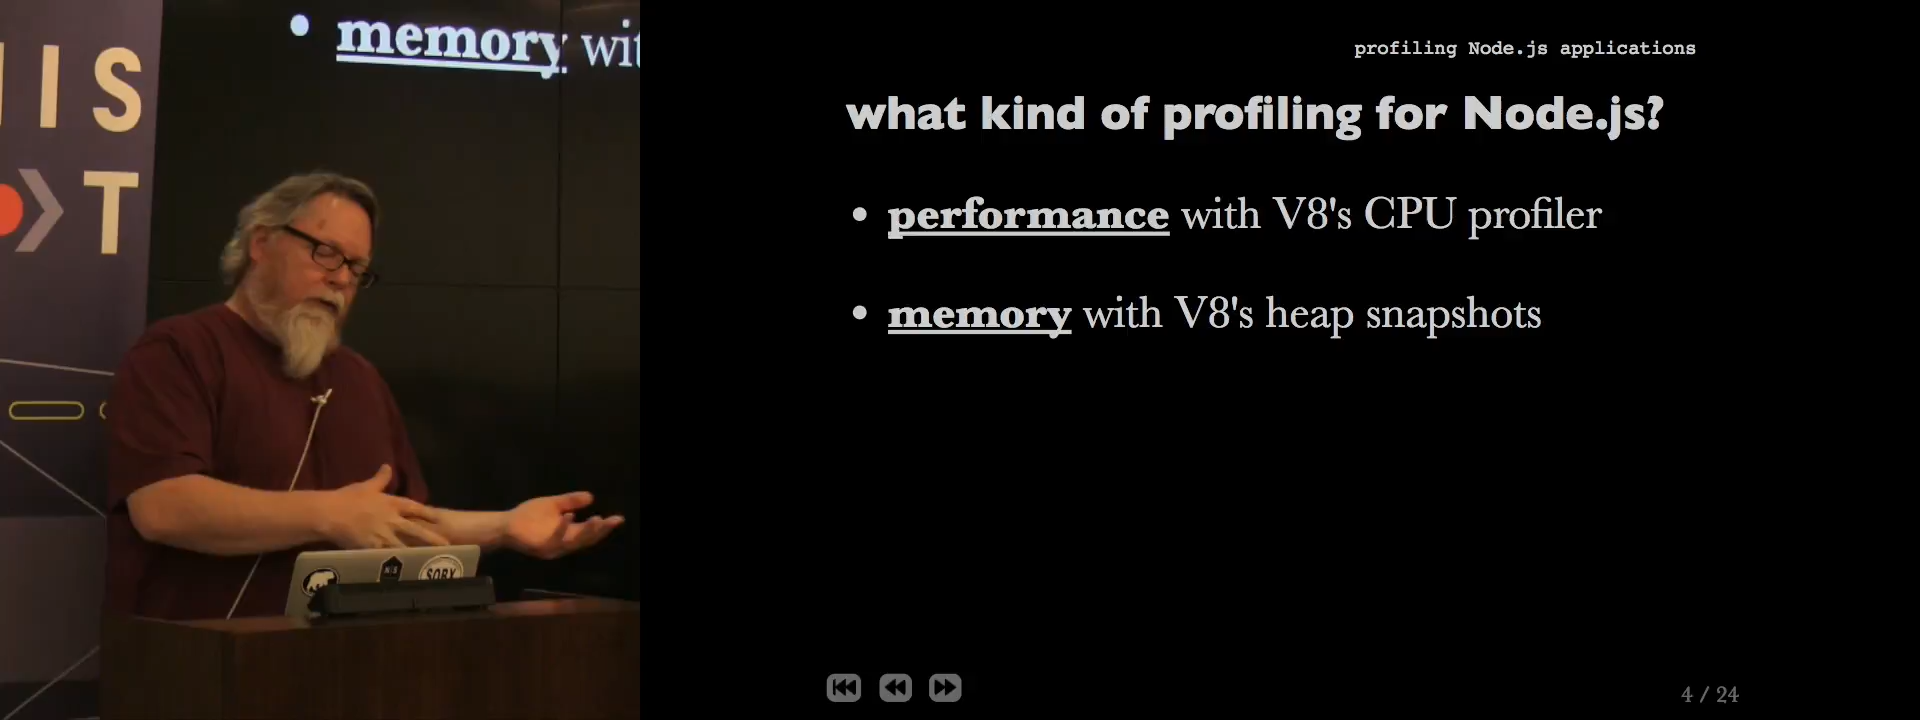 IS
T
• memory wit
SOBX
profiling Node.js applications
what kind of profiling for Node.js?
• performance with V8's CPU profiler
• memory with V8's heap snapshots
4 / 24